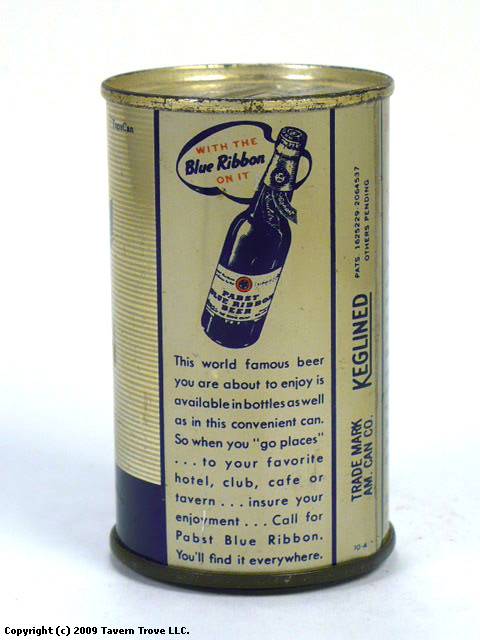 WITH THE
Blue Ribbon
ON IT
PABST
BLUE RIBBON
BEER
This world famous beer
you are about to enjoy is
available in bottles as well
as in this convenient can.
So when you "go places"
... to your favorite
hotel, club, cafe or
tavern ... insure your
enjoyment ... Call for
Pabst Blue Ribbon.
You'll find it everywhere.
PATS. 1625229-2064537
OTHERS PENDING
KEGLINED
TRADE MARK
AM. CAN CO.
10-A
Copyright (c) 2009 Tavern Trove LLC.